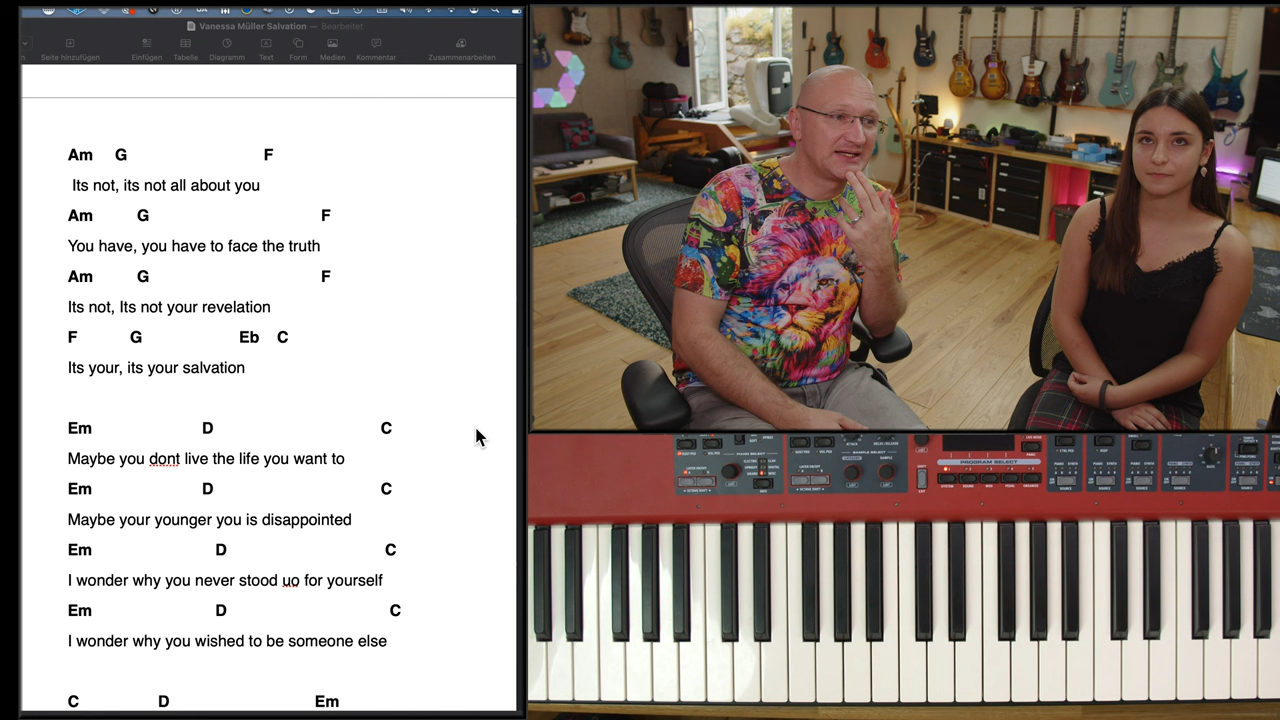 Vanessa Müller Salvation — Bearbeitet
Seite hinzufügen Einfügen Tabelle Diagramm Text Form Medien Kommentar Zusammenarbeiten
Am G F
Its not, its not all about you
Am G F
You have, you have to face the truth
Am G F
Its not, Its not your revelation
F G Eb C
Its your, its your salvation
Em D C
Maybe you dont live the life you want to
Em D C
Maybe your younger you is disappointed
Em D C
I wonder why you never stood uo for yourself
Em D C
I wonder why you wished to be someone else
C D Em
PROGRAM SELECT